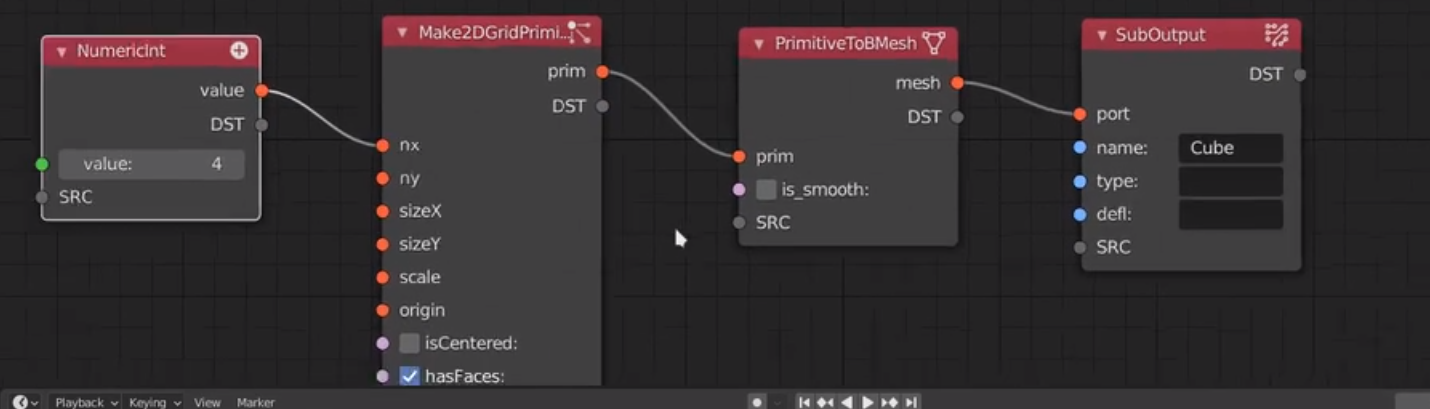 NumericInt
value
DST
value: 4
SRC
Make2DGridPrimi...
prim
DST
nx
ny
sizeX
sizeY
scale
origin
isCentered:
hasFaces:
PrimitiveToBMesh
mesh
DST
prim
is_smooth:
SRC
SubOutput
DST
port
name: Cube
type:
defl:
SRC
Playback Keying View Marker